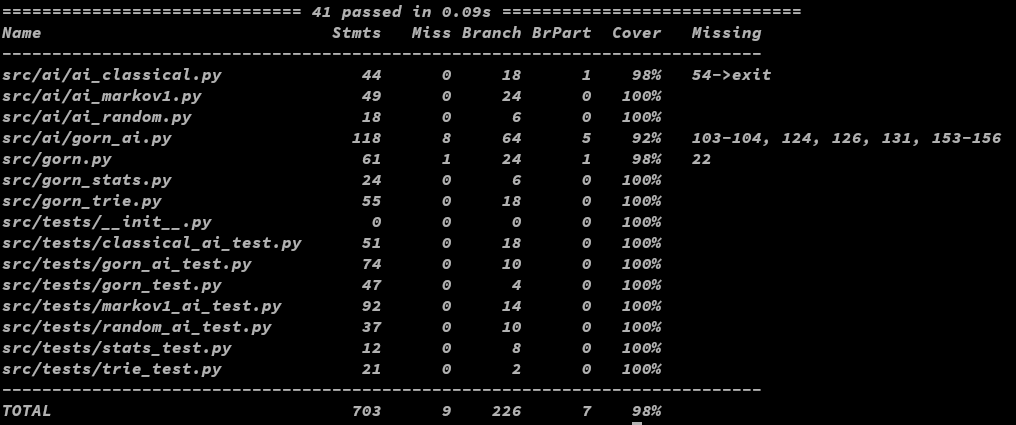 ============================== 41 passed in 0.09s ==============================
Name                                 Stmts   Miss Branch BrPart  Cover   Missing
----------------------------------------------------------------------------
src/ai/ai_classical.py              44      0     18      1    98%   54->exit
src/ai/ai_markov1.py                49      0     24      0   100%
src/ai/ai_random.py                 18      0      6      0   100%
src/ai/gorn_ai.py                  118      8     64      5    92%   103-104, 124, 126, 131, 153-156
src/gorn.py                         61      1     24      1    98%   22
src/gorn_stats.py                   24      0      6      0   100%
src/gorn_trie.py                    55      0     18      0   100%
src/tests/__init__.py                0      0      0      0   100%
src/tests/classical_ai_test.py      51      0     18      0   100%
src/tests/gorn_ai_test.py           74      0     10      0   100%
src/tests/gorn_test.py              47      0      4      0   100%
src/tests/markov1_ai_test.py        92      0     14      0   100%
src/tests/random_ai_test.py         37      0     10      0   100%
src/tests/stats_test.py             12      0      8      0   100%
src/tests/trie_test.py              21      0      2      0   100%
----------------------------------------------------------------------------
TOTAL                              703      9    226      7    98%